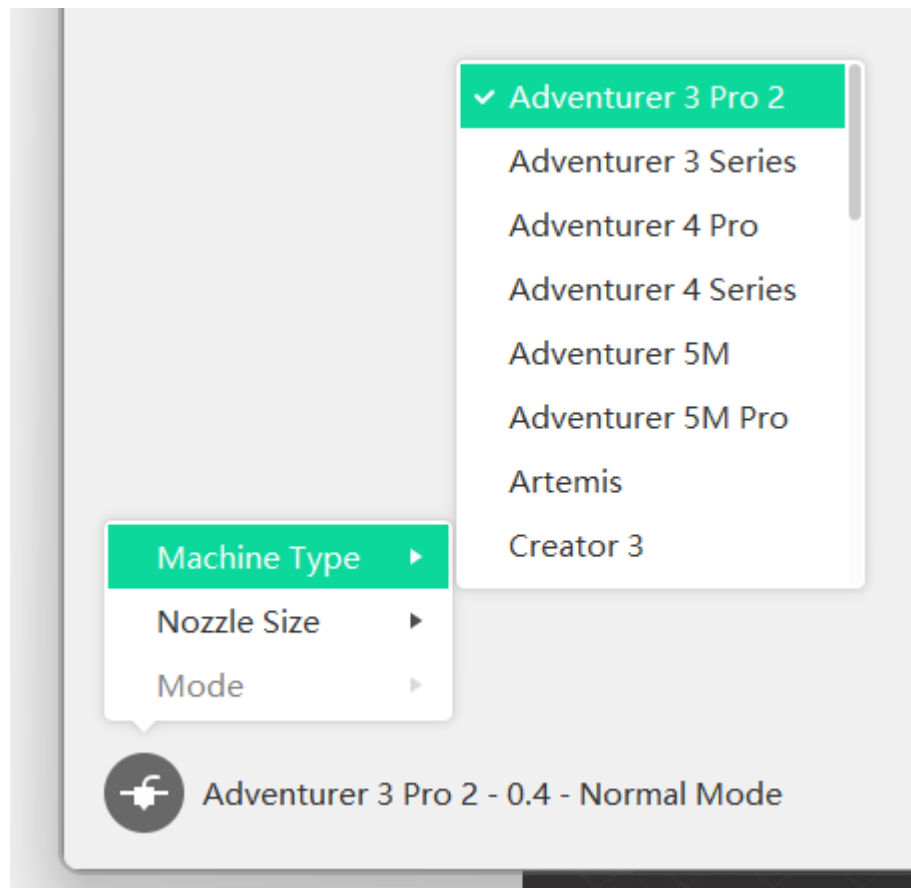 Adventurer 3 Pro 2
Adventurer 3 Series
Adventurer 4 Pro
Adventurer 4 Series
Adventurer 5M
Adventurer 5M Pro
Artemis
Creator 3
Machine Type
Nozzle Size
Mode
Adventurer 3 Pro 2 - 0.4 - Normal Mode